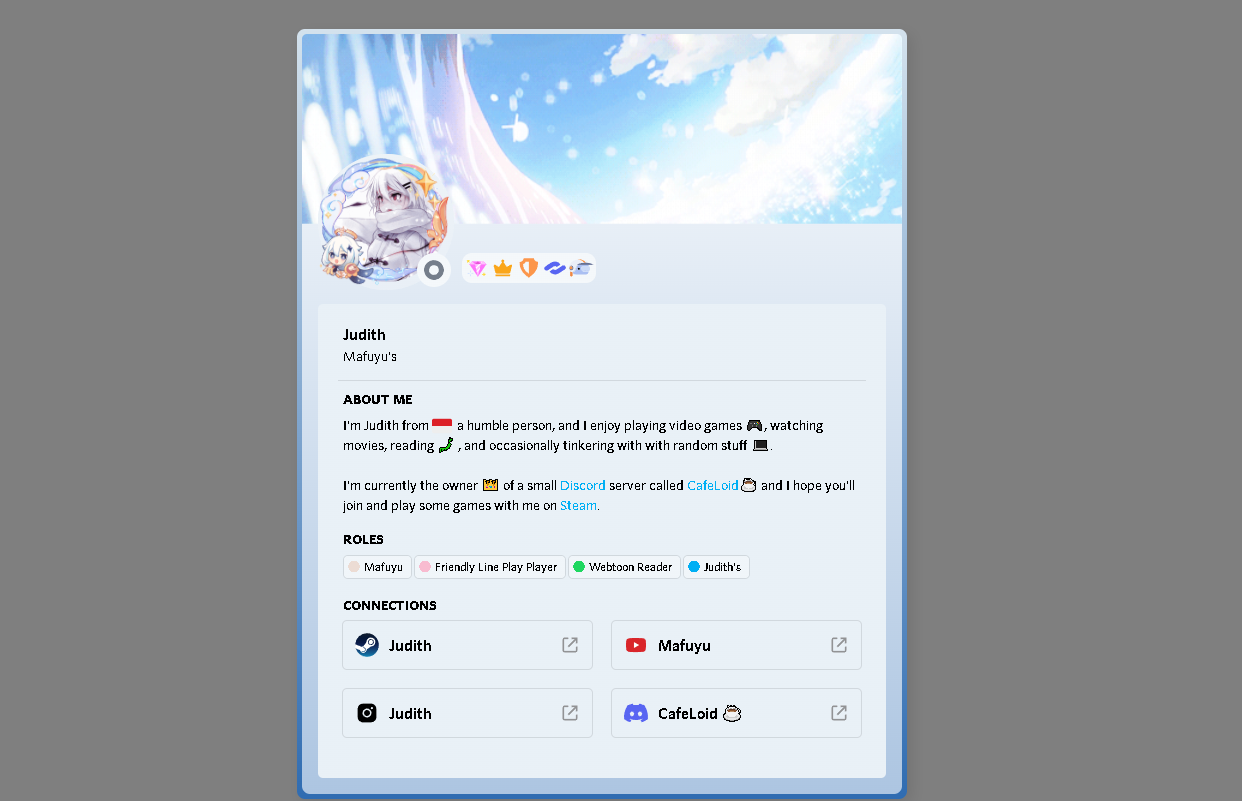 Judith
Mafuyu's
ABOUT ME
I'm Judith from a humble person, and I enjoy playing video games 🎮, watching
movies, reading , and occasionally tinkering with with random stuff 💻.
I'm currently the owner of a small Discord server called CafeLoid and I hope you'll
join and play some games with me on Steam.
ROLES
Mafuyu Friendly Line Play Player Webtoon Reader Judith's
CONNECTIONS
Judith Mafuyu
Judith CafeLoid